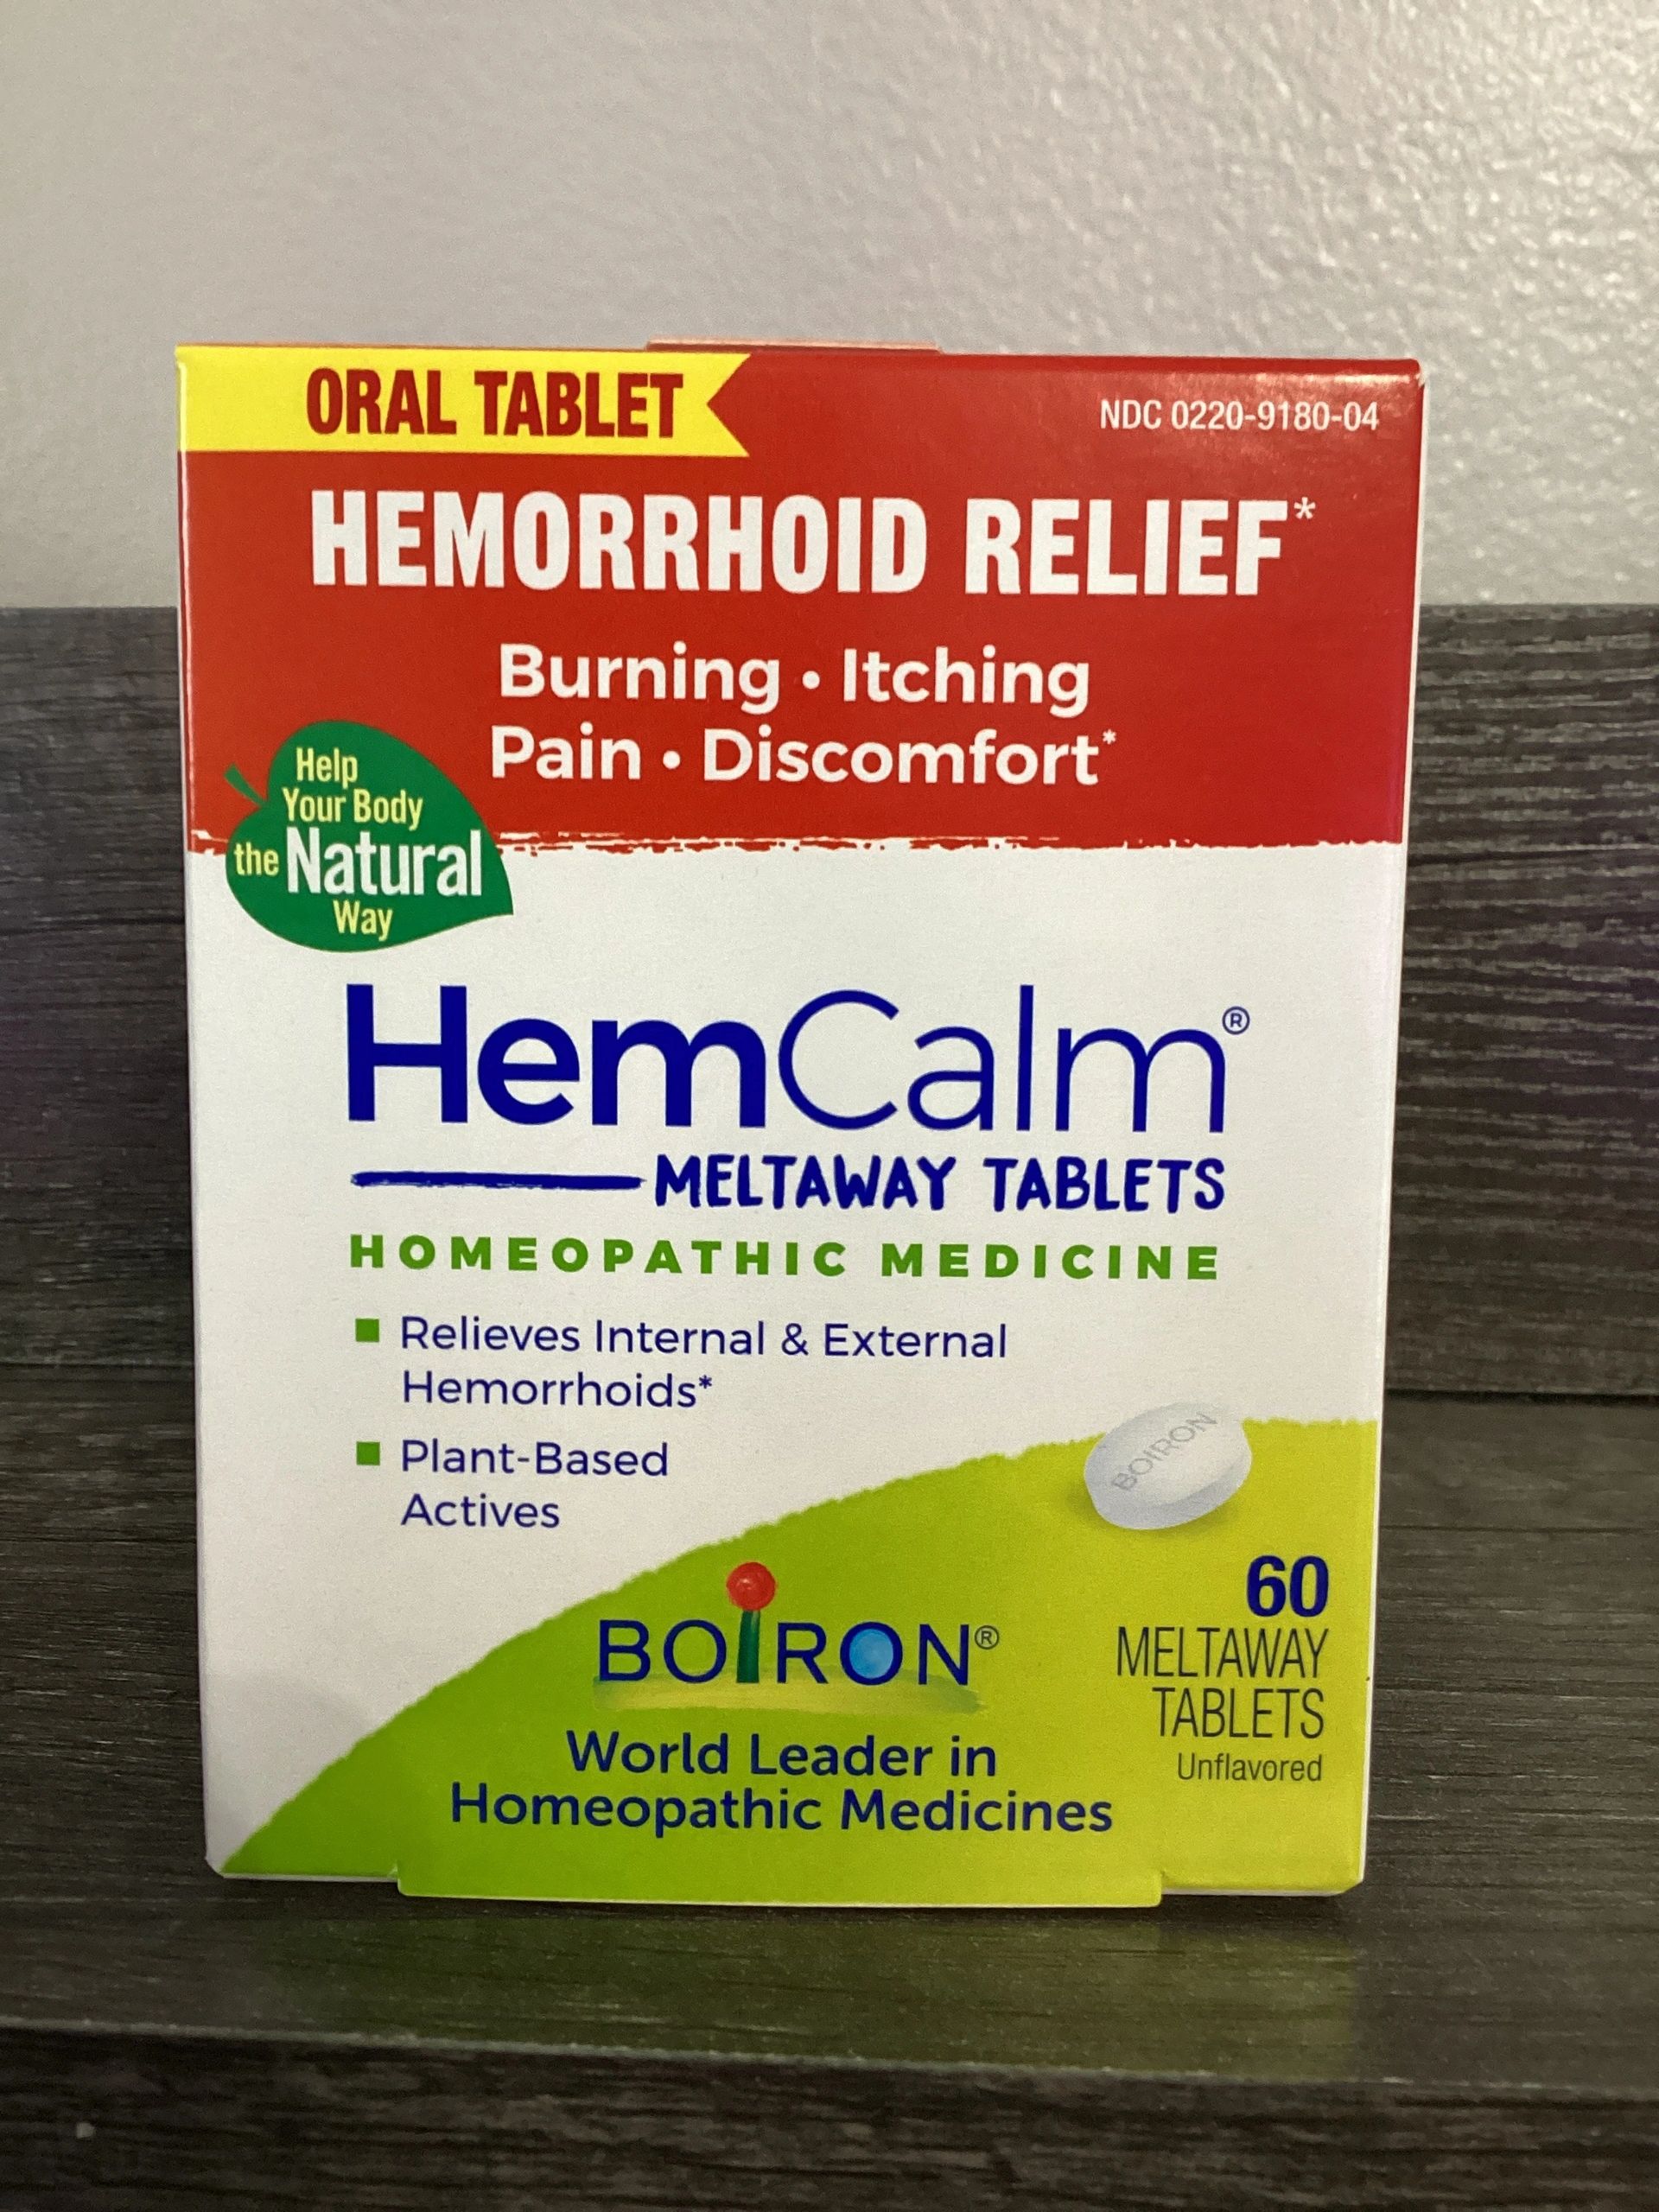 ORAL TABLET
NDC 0220-9180-04
HEMORRHOID RELIEF*
Burning • Itching
Pain • Discomfort*
Help
Your Body
the Natural
Way
HemCalm®
MELTAWAY TABLETS
HOMEOPATHIC MEDICINE
Relieves Internal & External
Hemorrhoids*
Plant-Based
Actives
BOIRON
BOIRON®
World Leader in
Homeopathic Medicines
60
MELTAWAY
TABLETS
Unflavored